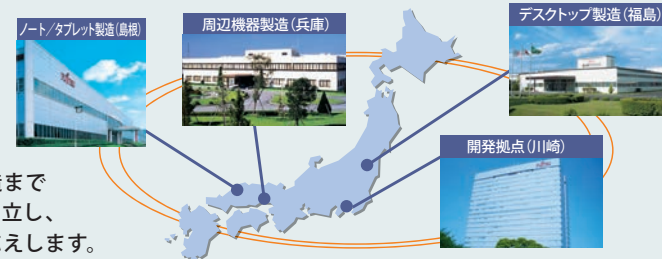 ノート／タブレット製造（島根）
周辺機器製造（兵庫）
デスクトップ製造（福島）
開発拠点（川崎）
まで
立し、
えします。